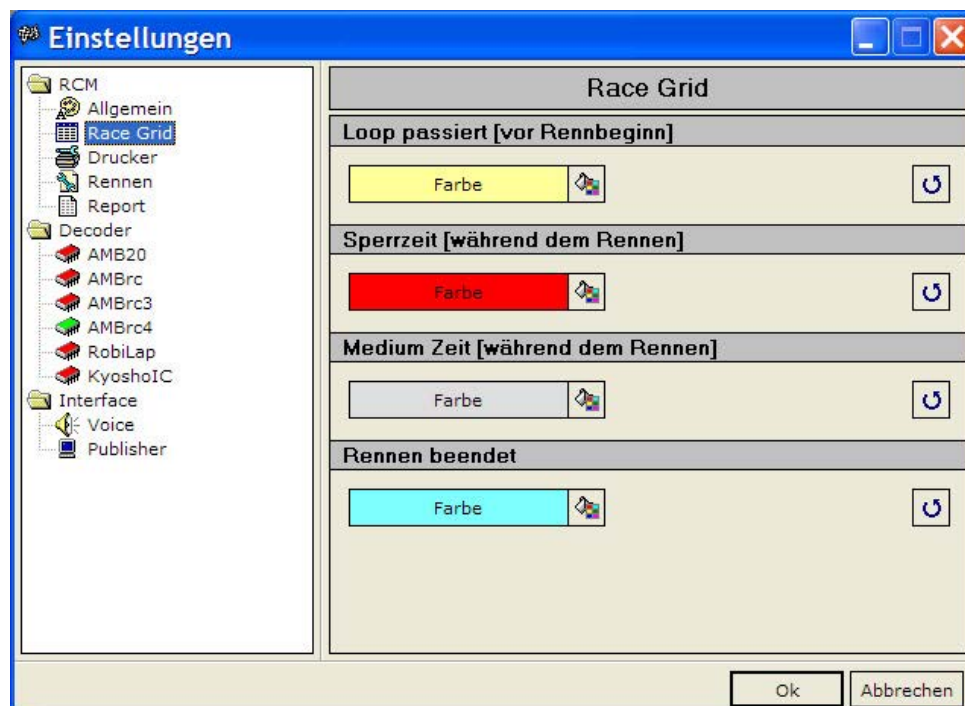 Einstellungen
RCM
Allgemein
Race Grid
Drucker
Rennen
Report
Decoder
AMB20
AMBrc
AMBrc3
AMBrc4
RobiLap
KyoshoIC
Interface
Voice
Publisher
Race Grid
Loop passiert [vor Rennbeginn]
Farbe
Sperrzeit [während dem Rennen]
Farbe
Medium Zeit [während dem Rennen]
Farbe
Rennen beendet
Farbe
Ok
Abbrechen